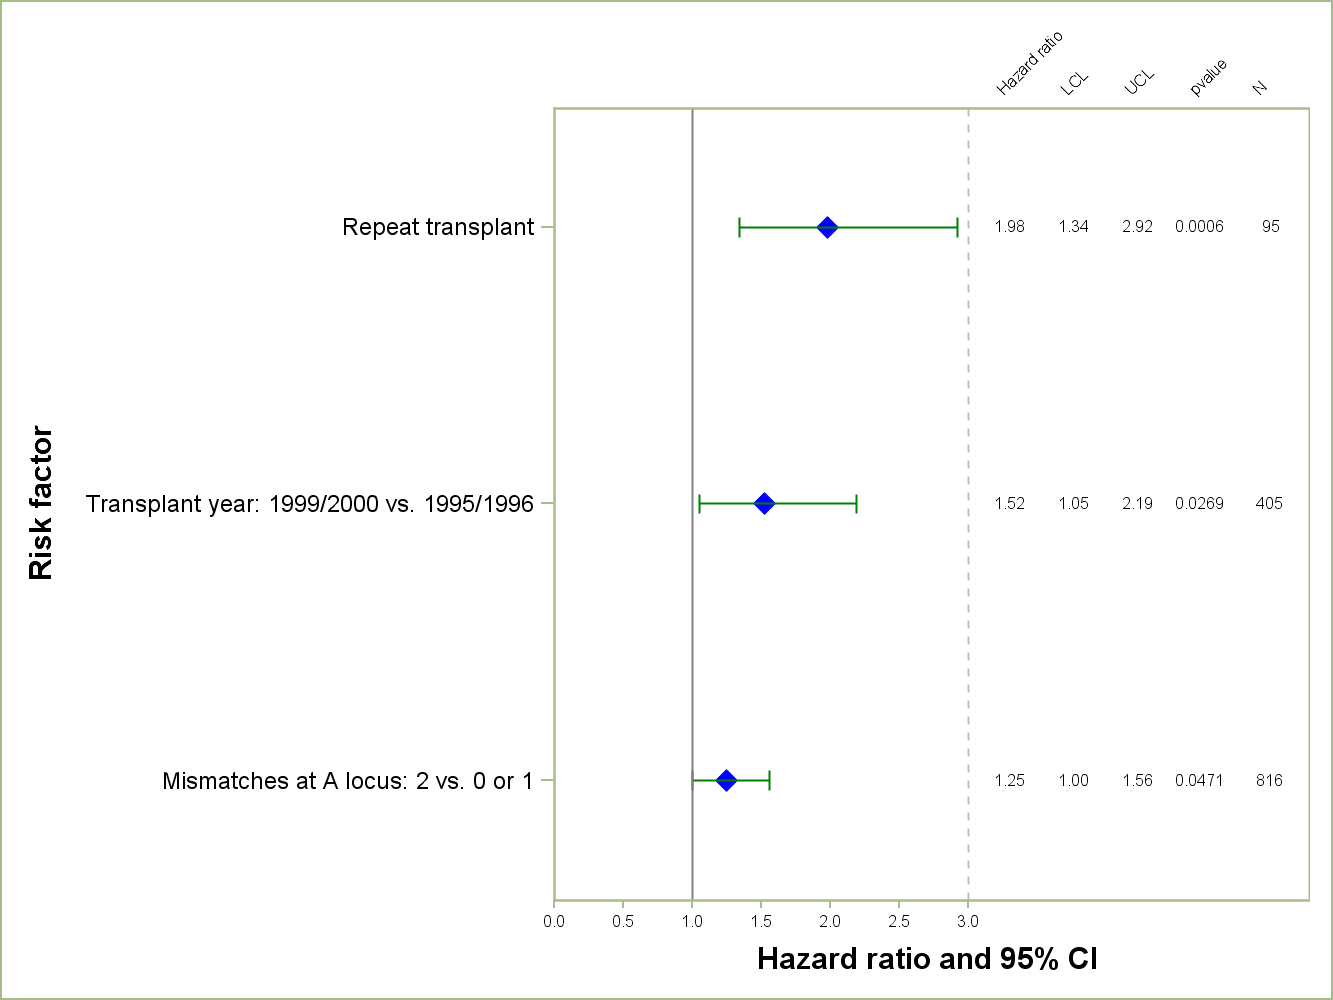 Hazard ratio LCL UCL pvalue N
Repeat transplant 1.98 1.34 2.92 0.0006 95
Transplant year: 1999/2000 vs. 1995/1996 1.52 1.05 2.19 0.0269 405
Mismatches at A locus: 2 vs. 0 or 1 1.25 1.00 1.56 0.0471 816
Risk factor
0.0 0.5 1.0 1.5 2.0 2.5 3.0
Hazard ratio and 95% CI